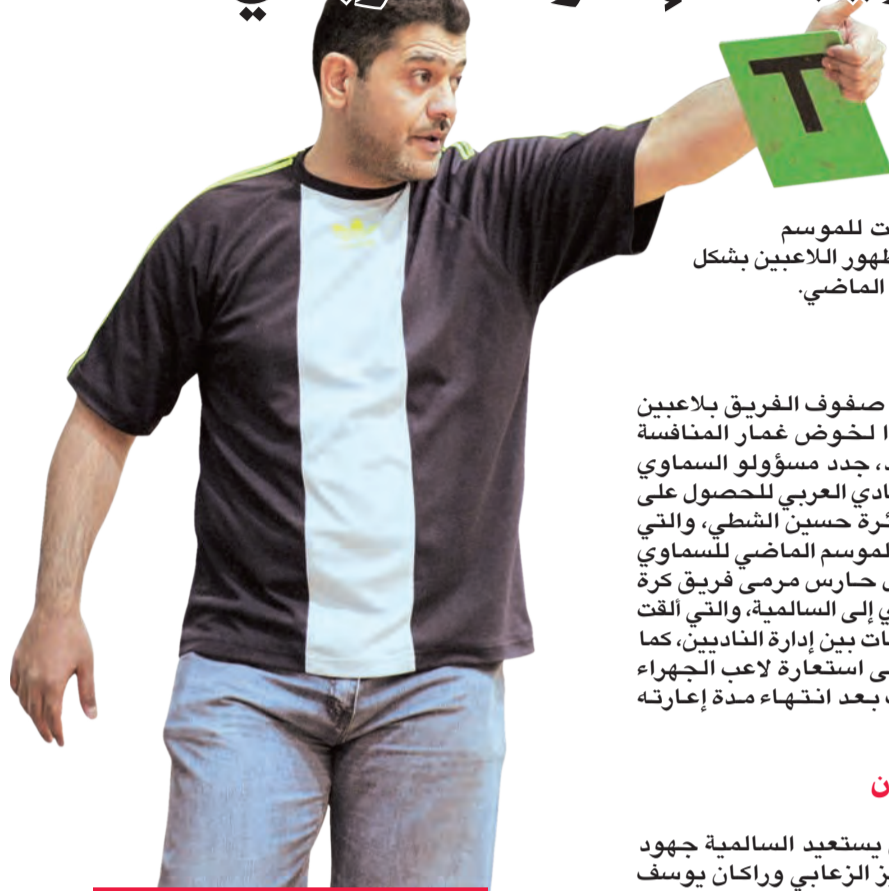 T
ت للموسم
ظهور اللاعبين بشكل
الماضي.
صفوف الفريق بلاعبين
ا لخوض غمار المنافسة
، جدد مسؤولو السماوي
ادي العربي للحصول على
ئرة حسين الشطي، والتي
لموسم الماضي للسماوي
حارس مرمى فريق كرة
ي إلى السالمية، والتي ألقت
ات بين إدارة الناديين، كما
ى استعارة لاعب الجهراء
بعد انتهاء مدة إعارته
ن
يستعيد السالمية جهود
ز الزعابي وراكان يوسف